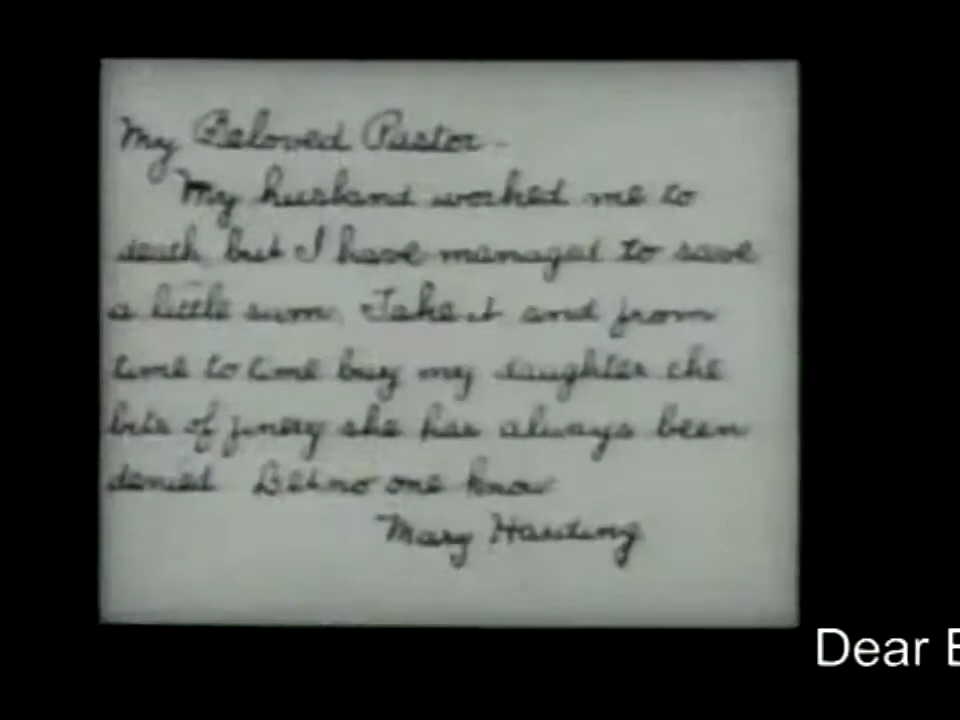 My Beloved Pastor -
My husband worked me to
death but I have managed to save
a little sum. Take it and from
time to time buy my daughter the
bits of finery she has always been
denied Let no one know
Mary Harding
Dear